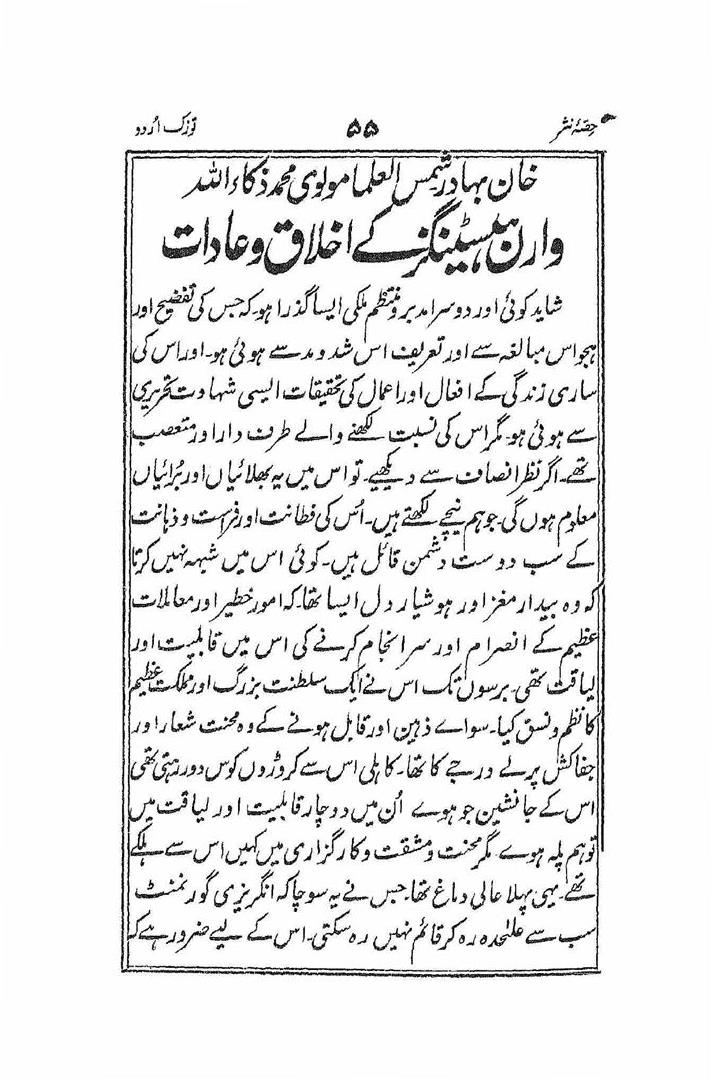 حصۂ نثر ۵۵ توزک اُردو
خان بہادر شمس العلما مولوی محمد ذکاء اللہ
وارن ہیسٹینگز کے اخلاق و عادات
شاید کوئی اور دوسرا مدبر و منتظم ملکی ایسا گذرا ہو۔ کہ جس کی تفضیح اور
ہجو اس مبالغہ سے اور تعریف اس شد و مد سے ہوئی ہو۔ اور اس کی
ساری زندگی کے افعال اور اعمال کی تحقیقات ایسی شہادت تحریری
سے ہوئی ہو۔ مگر اس کی نسبت لکھنے والے طرف دار اور متعصب
تھے۔ اگر نظر انصاف سے دیکھیے۔ تو اس میں یہ بھلائیاں اور بُرائیاں
معلوم ہوں گی۔ جو ہم نیچے لکھتے ہیں۔ اُس کی فطانت اور فراست و ذہانت
کے سب دوست دشمن قائل ہیں۔ کوئی اس میں شبہہ نہیں کرتا
کہ وہ بیدار مغز اور ہوشیار دل ایسا تھا۔ کہ امور خطیر اور معاملات
عظیم کے انصرام اور سرانجام کرنے کی اس میں قابلیت اور
لیاقت تھی۔ برسوں تک اس نے ایک سلطنت بزرگ اور مملکت عظیم
کا نظم و نسق کیا۔ سواے ذہین اور قابل ہونے کے وہ محنت شعار اور
جفاکش پرلے درجے کا تھا۔ کاہلی اس سے کروڑوں کوس دور رہتی تھی
اس کے جانشین جو ہوے اُن میں دو چار قابلیت اور لیاقت میں
تو ہم پلہ ہوے۔ مگر محنت و مشقت و کارگزاری میں کہیں اس سے ہلکے
تھے۔ یہی پہلا عالی دماغ تھا۔ جس نے یہ سوچا کہ انگریزی گورنمنٹ
سب سے علٰحدہ رہ کر قائم نہیں رہ سکتی۔ اس کے لیے ضرور ہے کہ